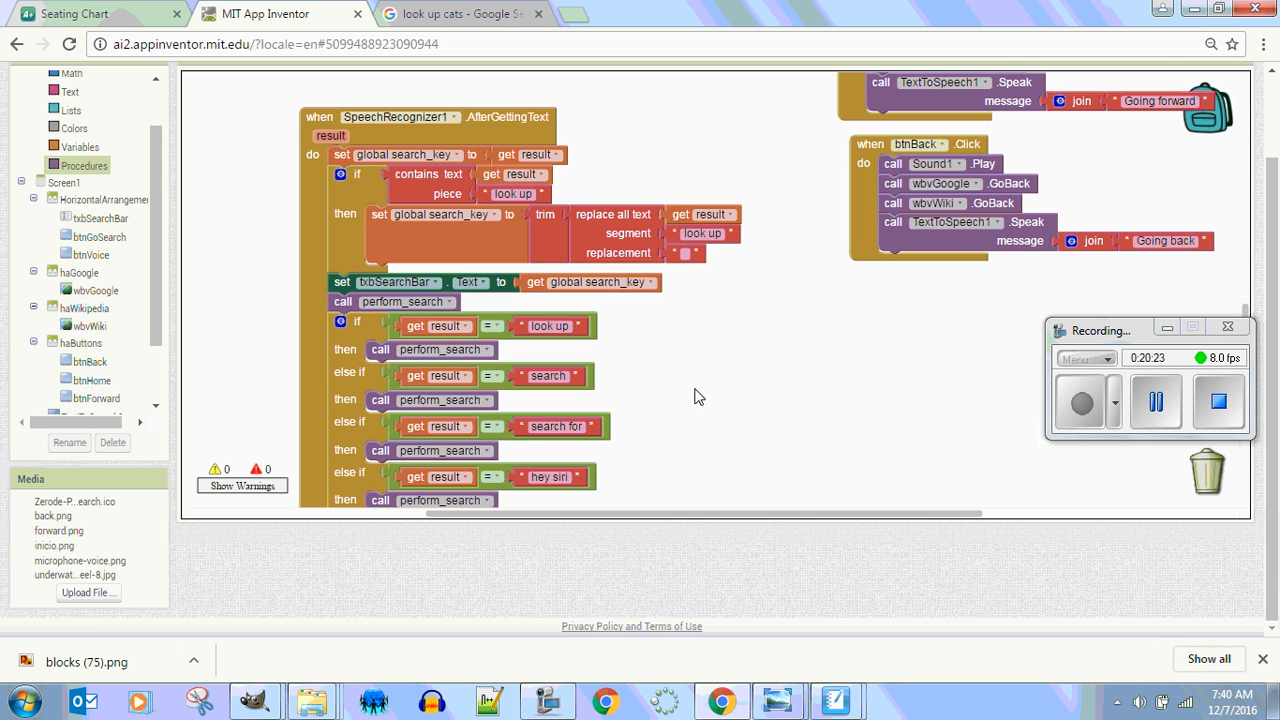 Seating Chart
MIT App Inventor
look up cats - Google Se
ai2.appinventor.mit.edu/?locale=en#5099488923090944
Math
Text
Lists
Colors
Variables
Procedures
Screen1
HorizontalArrangeme
txbSearchBar
btnGoSearch
btnVoice
haGoogle
wbvGoogle
haWikipedia
wbvWiki
haButtons
btnBack
btnHome
btnForward
Rename Delete
Media
Zerode-P...earch.ico
back.png
forward.png
inicio.png
microphone-voice.png
underwat...eel-8.jpg
Upload File ...
when SpeechRecognizer1 .AfterGettingText
result
do set global search_key to get result
if contains text get result
piece " look up "
then set global search_key to trim replace all text get result
segment " look up "
replacement " "
set txbSearchBar . Text to get global search_key
call perform_search
if get result = " look up "
then call perform_search
else if get result = " search "
then call perform_search
else if get result = " search for "
then call perform_search
else if get result = " hey siri "
then call perform_search
0 0
Show Warnings
call TextToSpeech1 .Speak
message join " Going forward "
when btnBack .Click
do call Sound1 .Play
call wbvGoogle .GoBack
call wbvWiki .GoBack
call TextToSpeech1 .Speak
message join " Going back "
Recording...
Menu 0:20:23 8.0 fps
Privacy Policy and Terms of Use
blocks (75).png
Show all
7:40 AM
12/7/2016